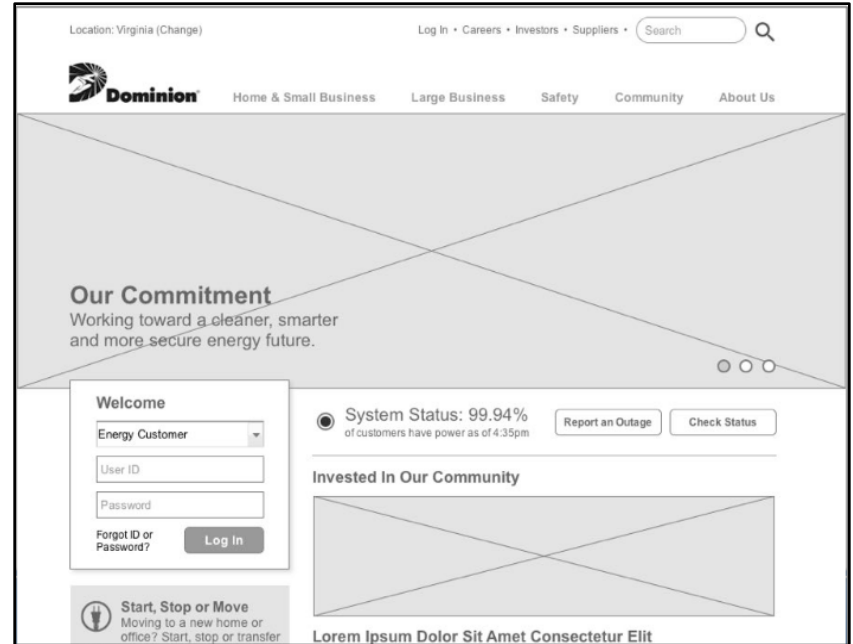 Location: Virginia (Change)
Log In • Careers • Investors • Suppliers •
Search
Dominion
Home & Small Business
Large Business
Safety
Community
About Us
Our Commitment
Working toward a cleaner, smarter
and more secure energy future.
Welcome
Energy Customer
User ID
Password
Forgot ID or
Password?
Log In
System Status: 99.94%
of customers have power as of 4:35pm
Report an Outage
Check Status
Invested In Our Community
Lorem Ipsum Dolor Sit Amet Consectetur Elit
Start, Stop or Move
Moving to a new home or
office? Start, stop or transfer